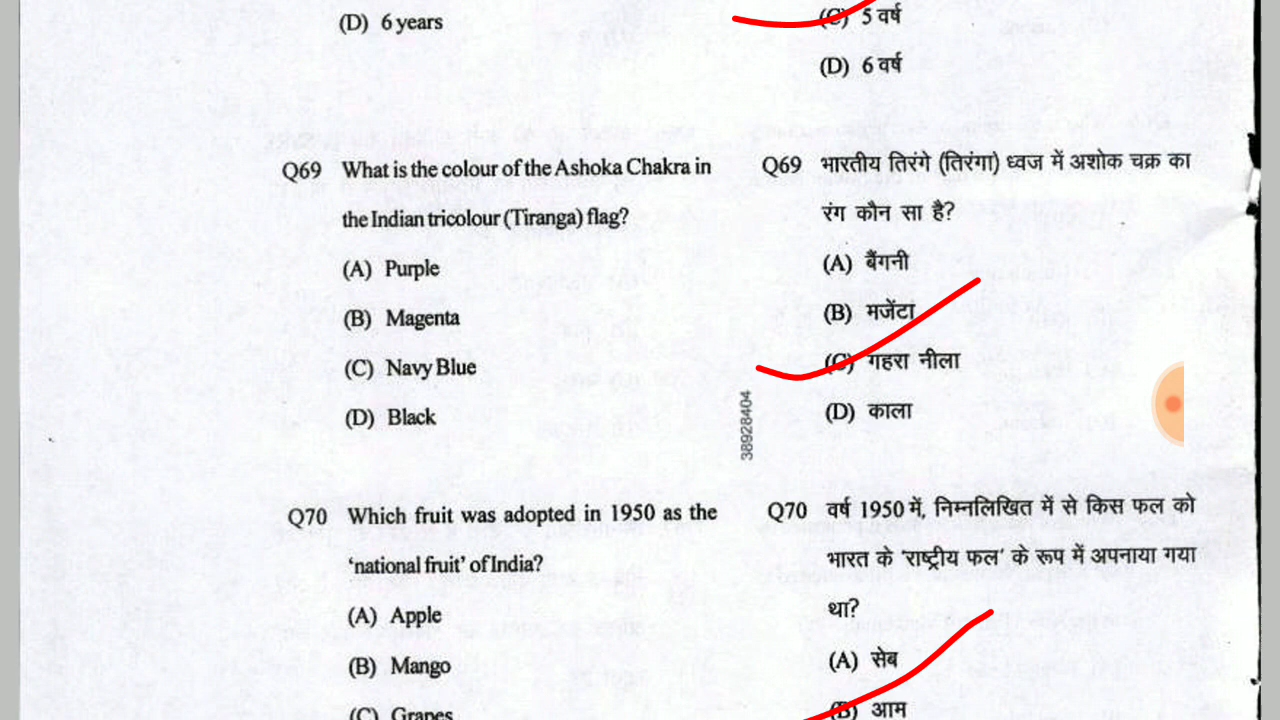 (D) 6 years
Q69 What is the colour of the Ashoka Chakra in
the Indian tricolour (Tiranga) flag?
(A) Purple
(B) Magenta
(C) Navy Blue
(D) Black
Q70 Which fruit was adopted in 1950 as the
‘national fruit’ of India?
(A) Apple
(B) Mango
(C) Grapes
38928404
(C) 5 वर्ष
(D) 6 वर्ष
Q69 भारतीय तिरंगे (तिरंगा) ध्वज में अशोक चक्र का
रंग कौन सा है?
(A) बैंगनी
(B) मजेंटा
(C) गहरा नीला
(D) काला
Q70 वर्ष 1950 में, निम्नलिखित में से किस फल को
भारत के ‘राष्ट्रीय फल’ के रूप में अपनाया गया
था?
(A) सेब
(B) आम